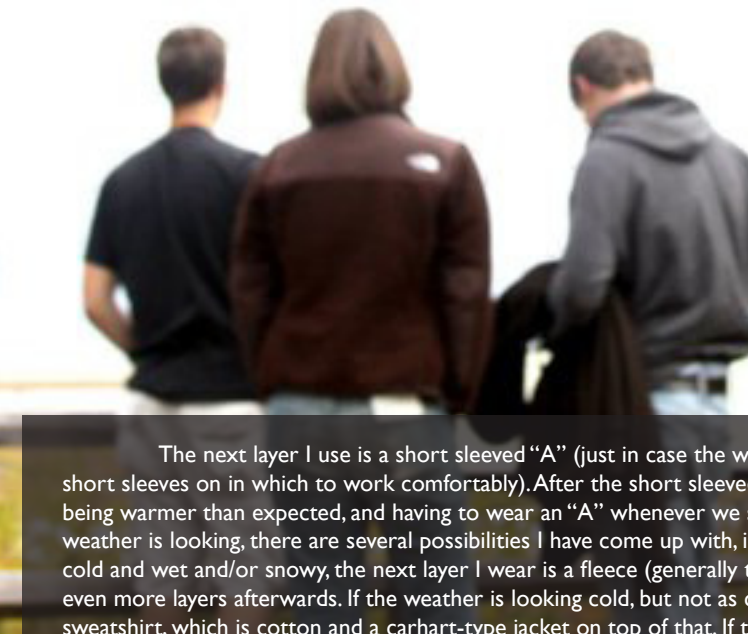 The next layer I use is a short sleeved “A” (just in case the w
short sleeves on in which to work comfortably). After the short sleeve
being warmer than expected, and having to wear an “A” whenever we
weather is looking, there are several possibilities I have come up with, i
cold and wet and/or snowy, the next layer I wear is a fleece (generally t
even more layers afterwards. If the weather is looking cold, but not as
sweatshirt, which is cotton and a carhart-type jacket on top of that. If t